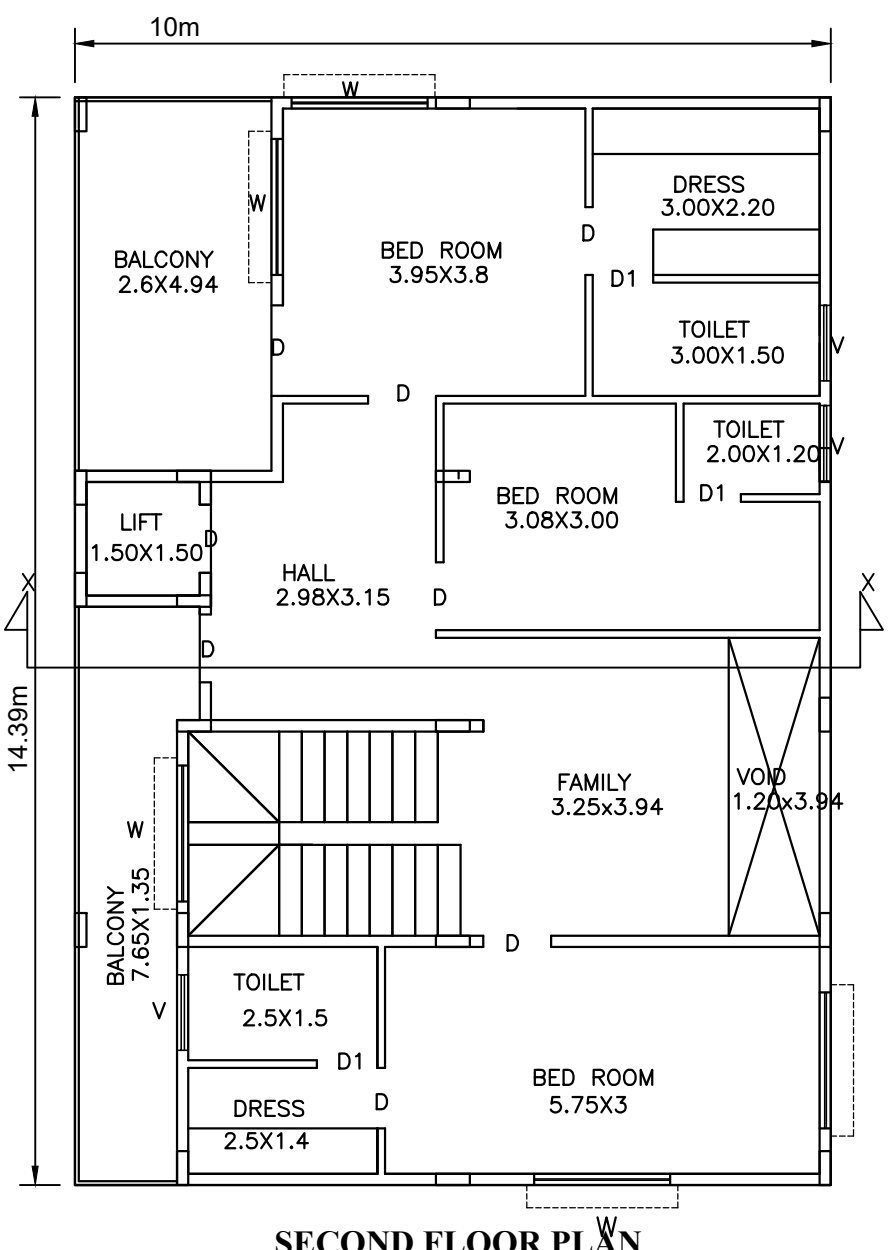 10m
W
DRESS
3.00X2.20
W
D
BED ROOM
3.95X3.8
BALCONY
2.6X4.94
D1
TOILET
3.00X1.50
V
D
D
TOILET
2.00X1.20
V
BED ROOM
3.08X3.00
D1
LIFT
1.50X1.50
D
HALL
2.98X3.15
D
X
X
D
14.39m
FAMILY
3.25x3.94
VOID
1.20x3.94
W
BALCONY
7.65X1.35
D
TOILET
2.5X1.5
V
D1
BED ROOM
5.75X3
D
DRESS
2.5X1.4
W
SECOND FLOOR PLAN